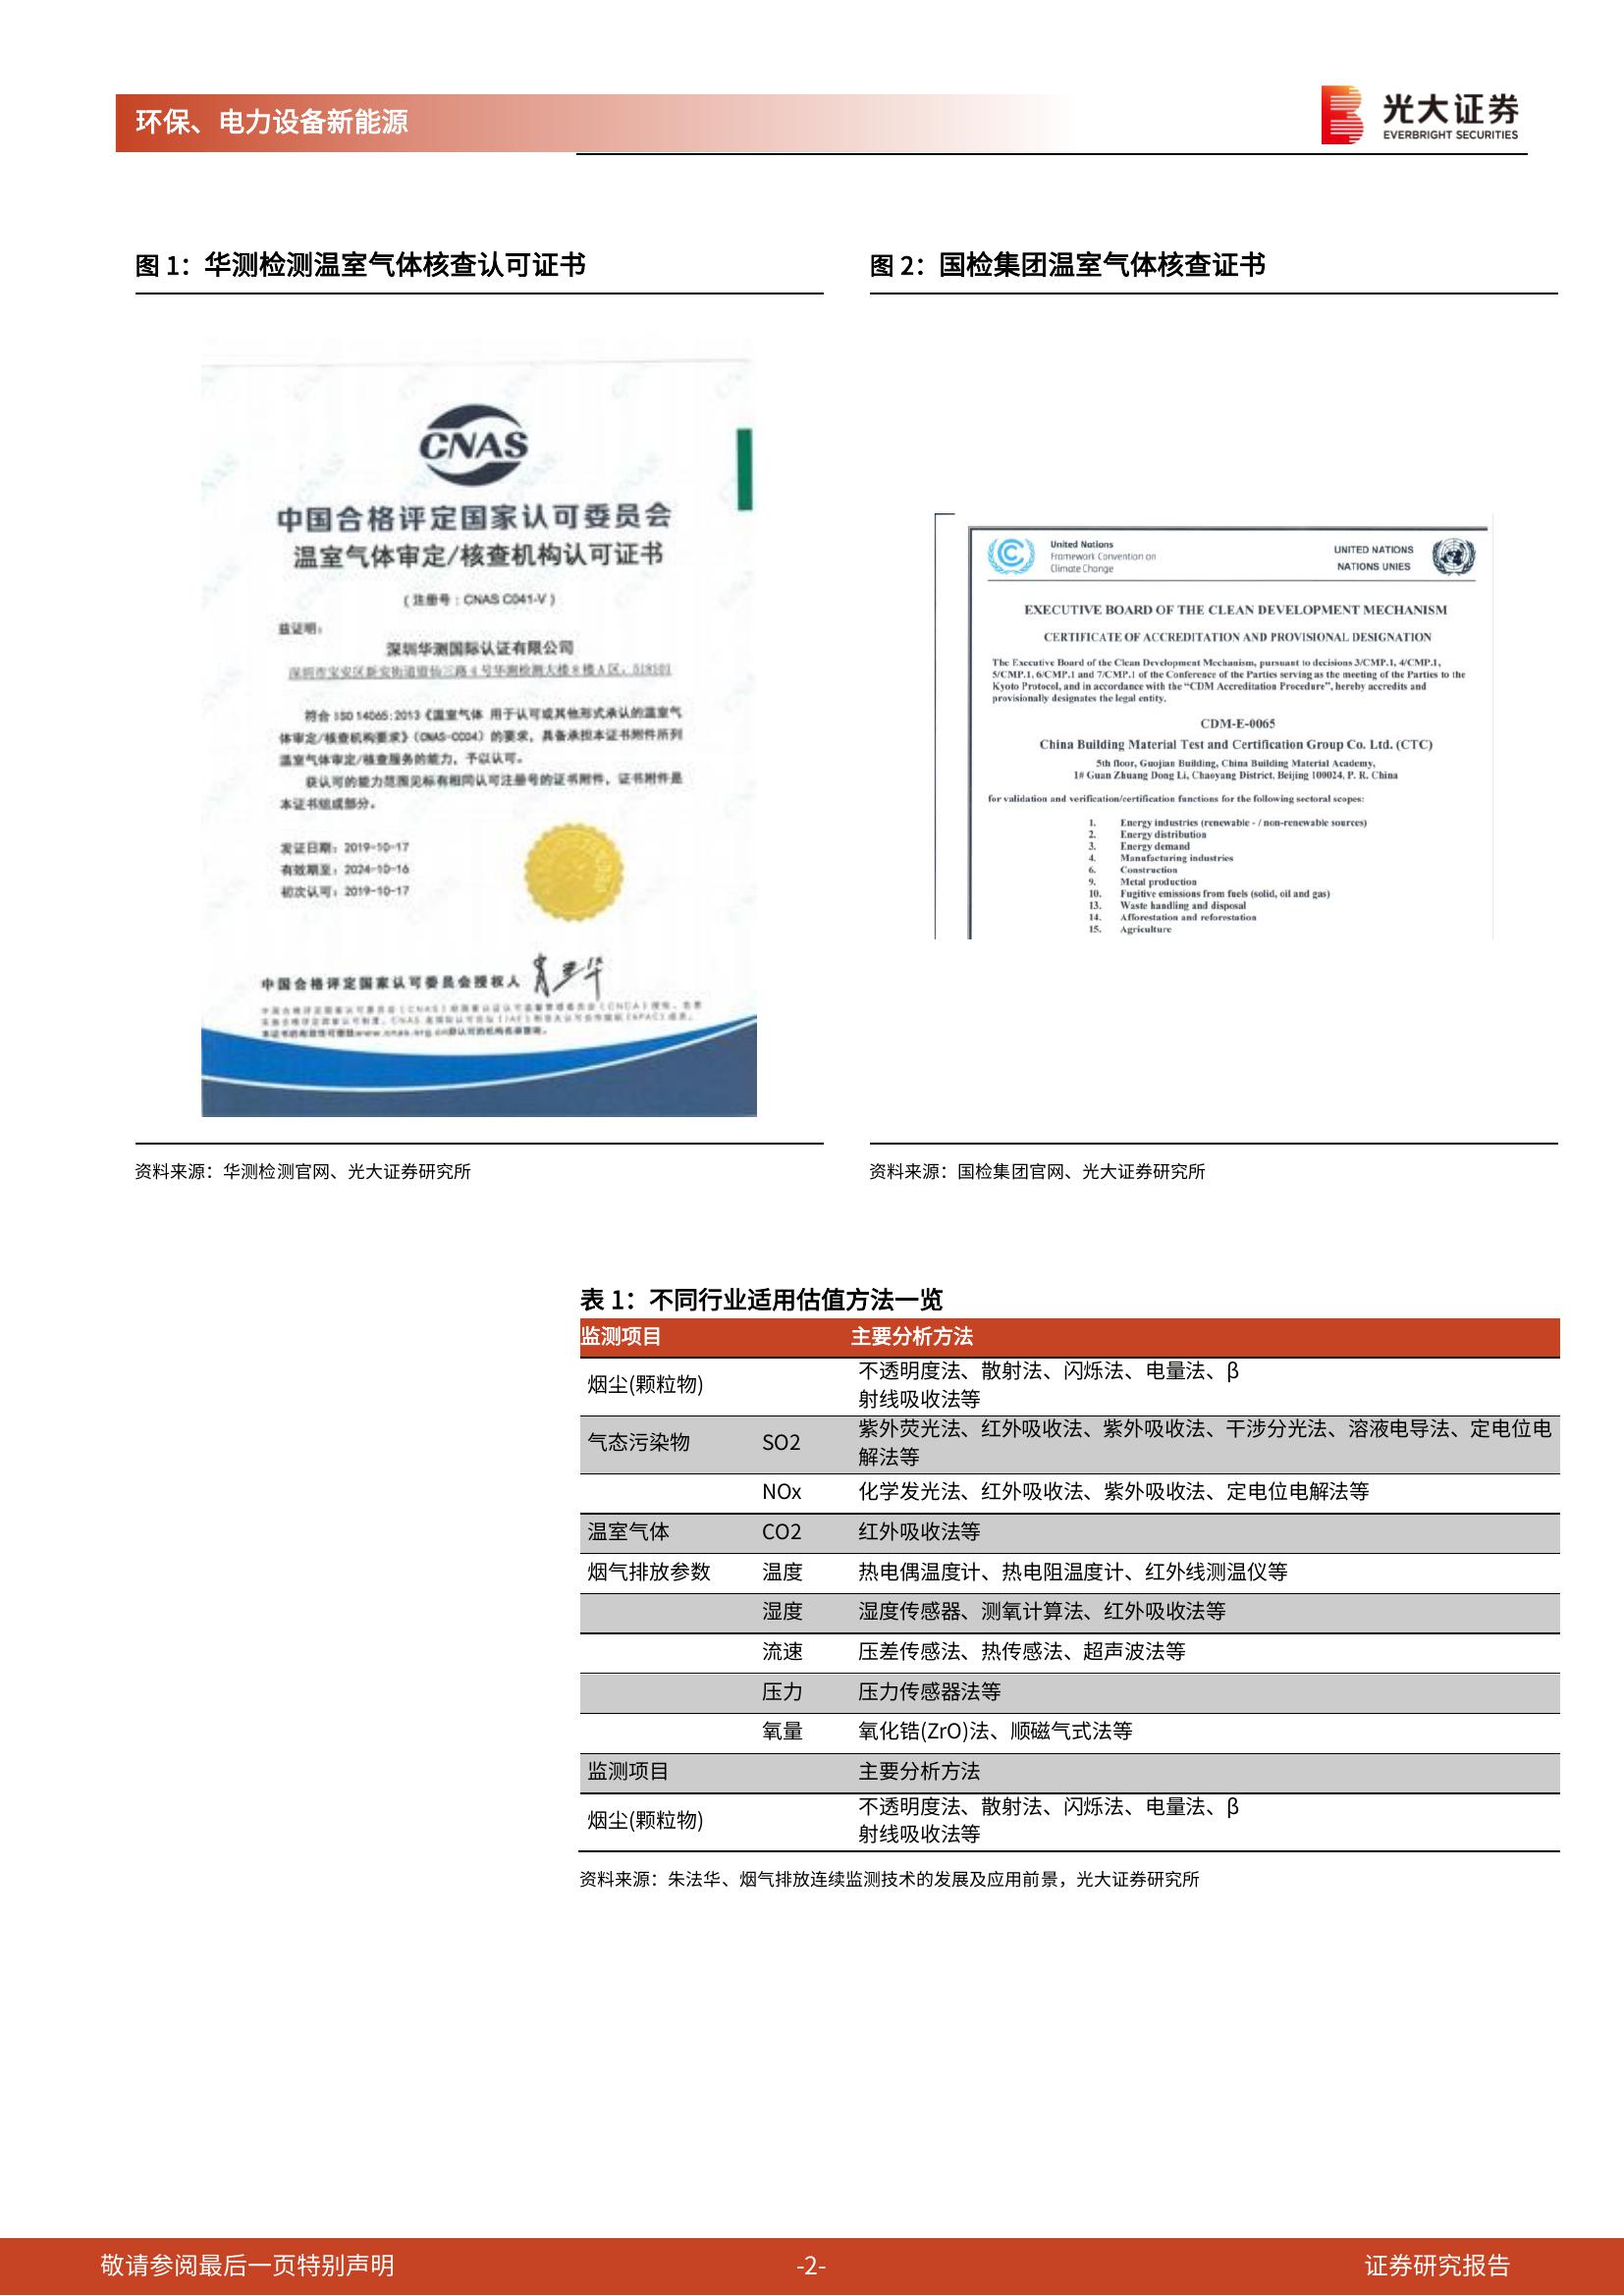 环保、电力设备新能源
光大证券
EVERBRIGHT SECURITIES
图 1：华测检测温室气体核查认可证书
CNAS
中国合格评定国家认可委员会
温室气体审定/核查机构认可证书
（注册号：CNAS C041-V）
兹证明：
深圳华测国际认证有限公司
符合 ISO 14065:2013《温室气体 用于认可或其他形式承认的温室气
体审定/核查机构要求》(CNAS-CC04) 的要求，具备承担本证书附件所列
温室气体审定/核查服务的能力，予以认可。
获认可的能力范围见标有相同认可注册号的证书附件，证书附件是
本证书组成部分。
发证日期：2019-10-17
有效期至：2024-10-16
初次认可：2019-10-17
中国合格评定国家认可委员会授权人
资料来源：华测检测官网、光大证券研究所
图 2：国检集团温室气体核查证书
United Nations
Framework Convention on
Climate Change
UNITED NATIONS
NATIONS UNIES
EXECUTIVE BOARD OF THE CLEAN DEVELOPMENT MECHANISM
CERTIFICATE OF ACCREDITATION AND PROVISIONAL DESIGNATION
The Executive Board of the Clean Development Mechanism, pursuant to decisions 3/CMP.1, 4/CMP.1,
5/CMP.1, 6/CMP.1 and 7/CMP.1 of the Conference of the Parties serving as the meeting of the Parties to the
Kyoto Protocol, and in accordance with the “CDM Accreditation Procedure”, hereby accredits and
provisionally designates the legal entity.
CDM-E-0065
China Building Material Test and Certification Group Co. Ltd. (CTC)
5th floor, Guojian Building, China Building Material Academy,
1# Guan Zhuang Dong Li, Chaoyang District, Beijing 100024, P. R. China
for validation and verification/certification functions for the following sectoral scopes:
1. Energy industries (renewable - / non-renewable sources)
2. Energy distribution
3. Energy demand
4. Manufacturing industries
6. Construction
9. Metal production
10. Fugitive emissions from fuels (solid, oil and gas)
13. Waste handling and disposal
14. Afforestation and reforestation
15. Agriculture
资料来源：国检集团官网、光大证券研究所
表 1：不同行业适用估值方法一览
监测项目 主要分析方法
烟尘(颗粒物) 不透明度法、散射法、闪烁法、电量法、β
射线吸收法等
气态污染物 SO2 紫外荧光法、红外吸收法、紫外吸收法、干涉分光法、溶液电导法、定电位电
解法等
NOx 化学发光法、红外吸收法、紫外吸收法、定电位电解法等
温室气体 CO2 红外吸收法等
烟气排放参数 温度 热电偶温度计、热电阻温度计、红外线测温仪等
湿度 湿度传感器、测氧计算法、红外吸收法等
流速 压差传感法、热传感法、超声波法等
压力 压力传感器法等
氧量 氧化锆(ZrO)法、顺磁气式法等
监测项目 主要分析方法
烟尘(颗粒物) 不透明度法、散射法、闪烁法、电量法、β
射线吸收法等
资料来源：朱法华、烟气排放连续监测技术的发展及应用前景，光大证券研究所
敬请参阅最后一页特别声明 -2- 证券研究报告